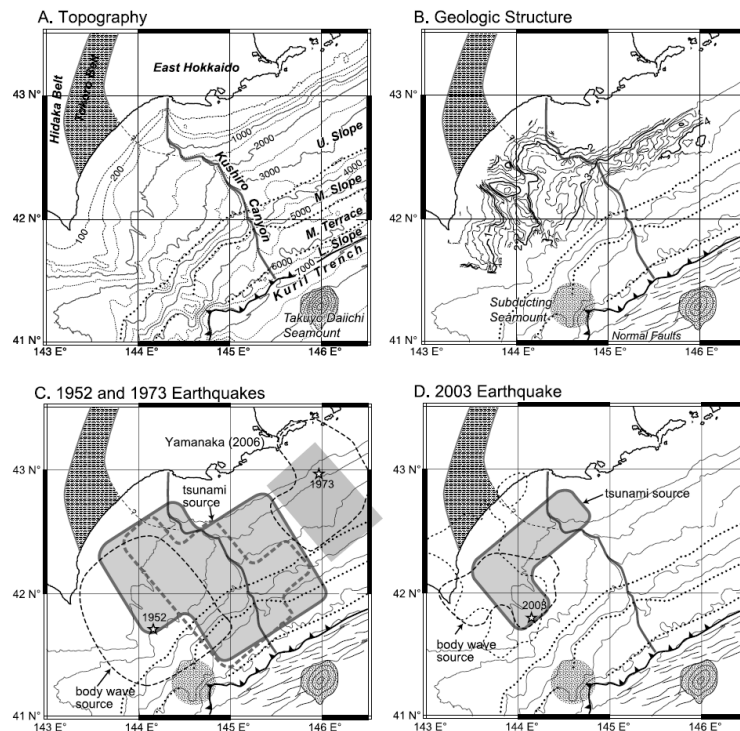 A. Topography
Hidaka Belt
Tokoro Belt
East Hokkaido
43 N°
42 N°
41 N°
100
200
1000
2000
3000
4000
5000
6000
7000
U. Slope
M. Slope
M. Terrace
L. Slope
Kuril Trench
Kushiro Canyon
Takuyo Daiichi
Seamount
143 E°
144 E°
145 E°
146 E°
B. Geologic Structure
43 N°
42 N°
41 N°
4
Subducting
Seamount
Normal Faults
143 E°
144 E°
145 E°
146 E°
C. 1952 and 1973 Earthquakes
Yamanaka (2006)
tsunami
source
1973
1952
body wave
source
43 N°
42 N°
41 N°
143 E°
144 E°
145 E°
146 E°
D. 2003 Earthquake
tsunami source
2003
body wave
source
43 N°
42 N°
41 N°
143 E°
144 E°
145 E°
146 E°